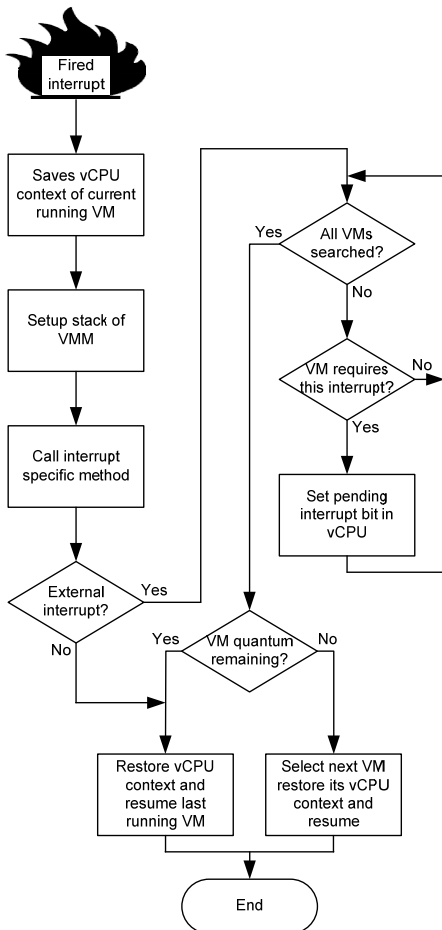 Fired
interrupt
Saves vCPU
context of current
running VM
Setup stack of
VMM
Call interrupt
specific method
External
interrupt?
Yes
No
All VMs
searched?
Yes
No
VM requires
this interrupt?
No
Yes
Set pending
interrupt bit in
vCPU
VM quantum
remaining?
Yes
No
Restore vCPU
context and
resume last
running VM
Select next VM
restore its vCPU
context and
resume
End